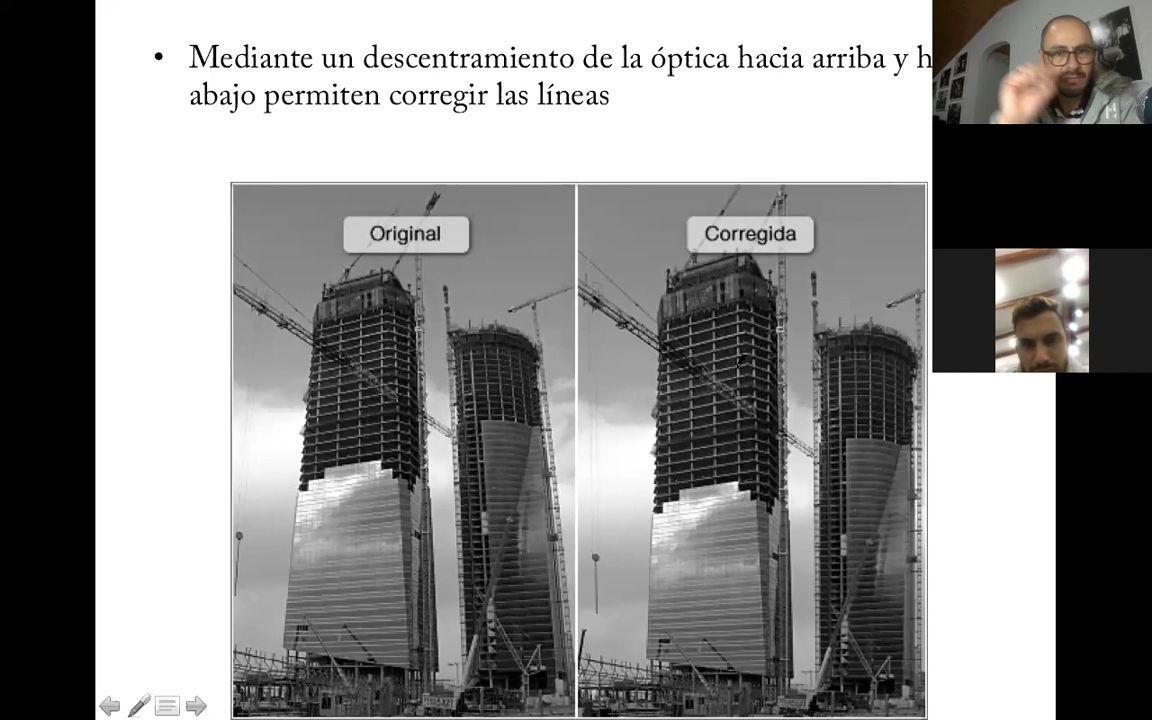 • Mediante un descentramiento de la óptica hacia arriba y h
abajo permiten corregir las líneas
Original
Corregida